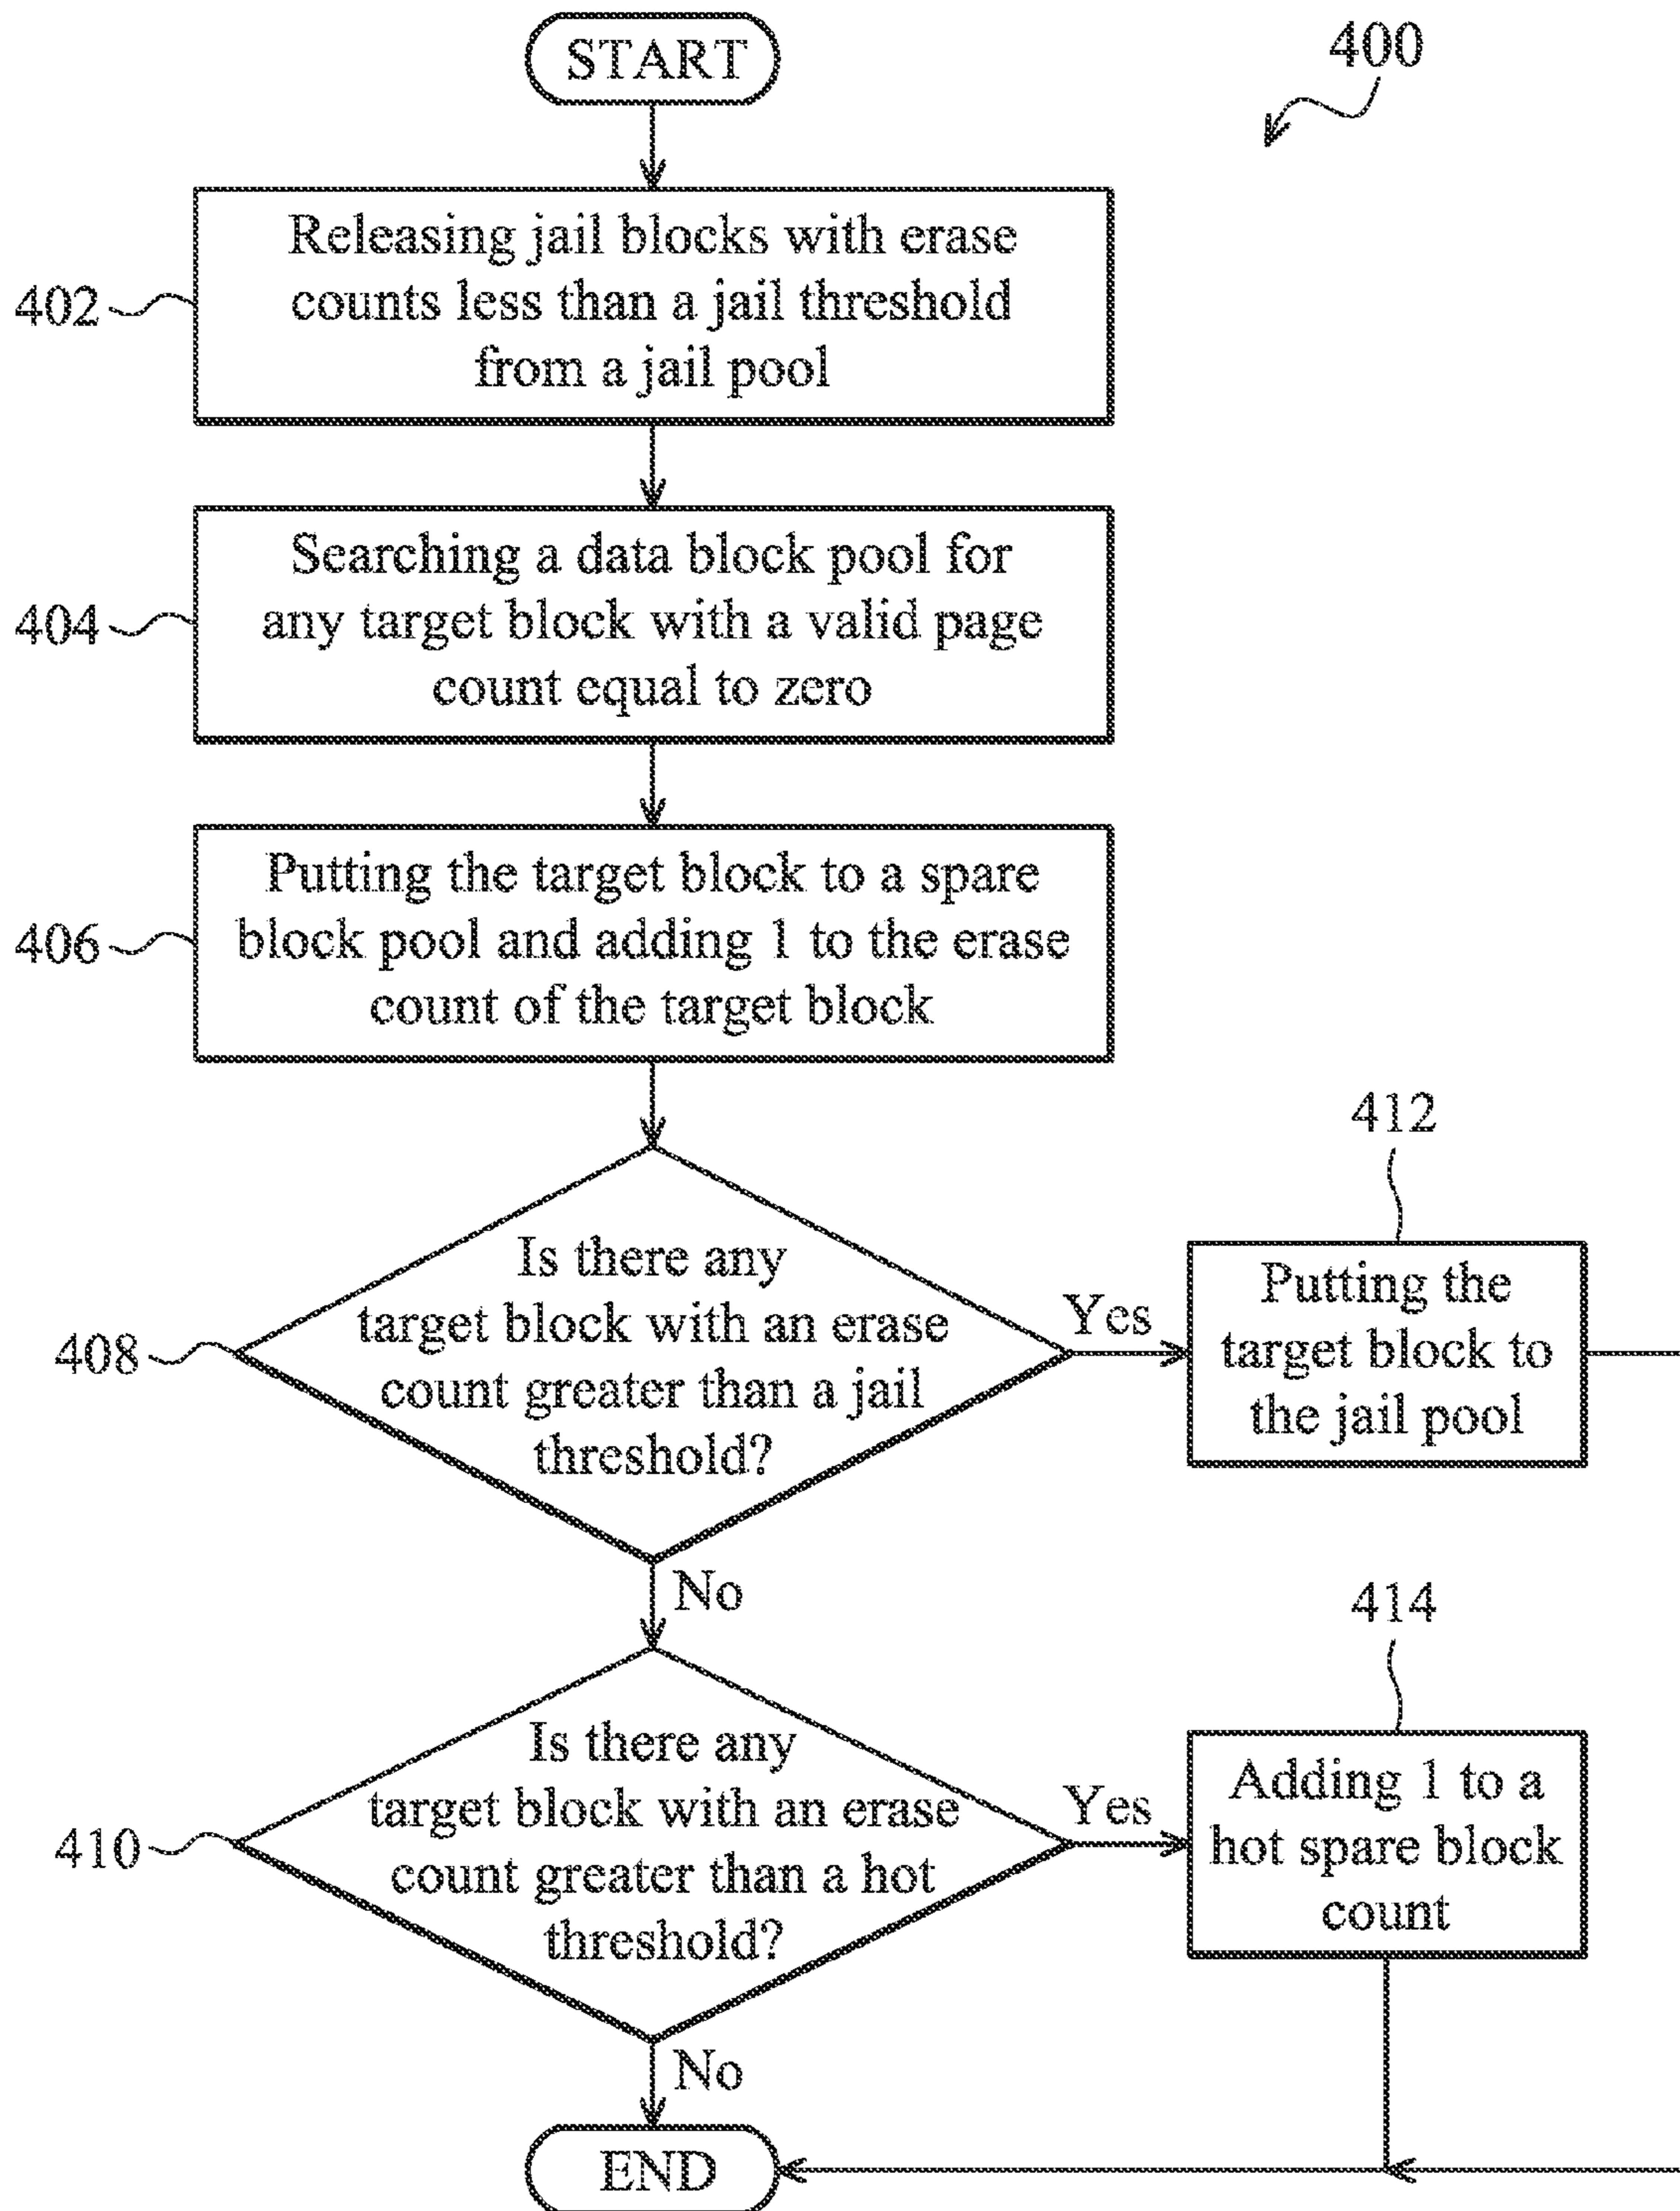 START
400
Releasing jail blocks with erase
counts less than a jail threshold
from a jail pool
402
Searching a data block pool for
any target block with a valid page
count equal to zero
404
Putting the target block to a spare
block pool and adding 1 to the erase
count of the target block
406
Is there any
target block with an erase
count greater than a jail
threshold?
408
Yes
412
Putting the
target block to
the jail pool
No
Is there any
target block with an erase
count greater than a hot
threshold?
410
Yes
414
Adding 1 to a
hot spare block
count
No
END